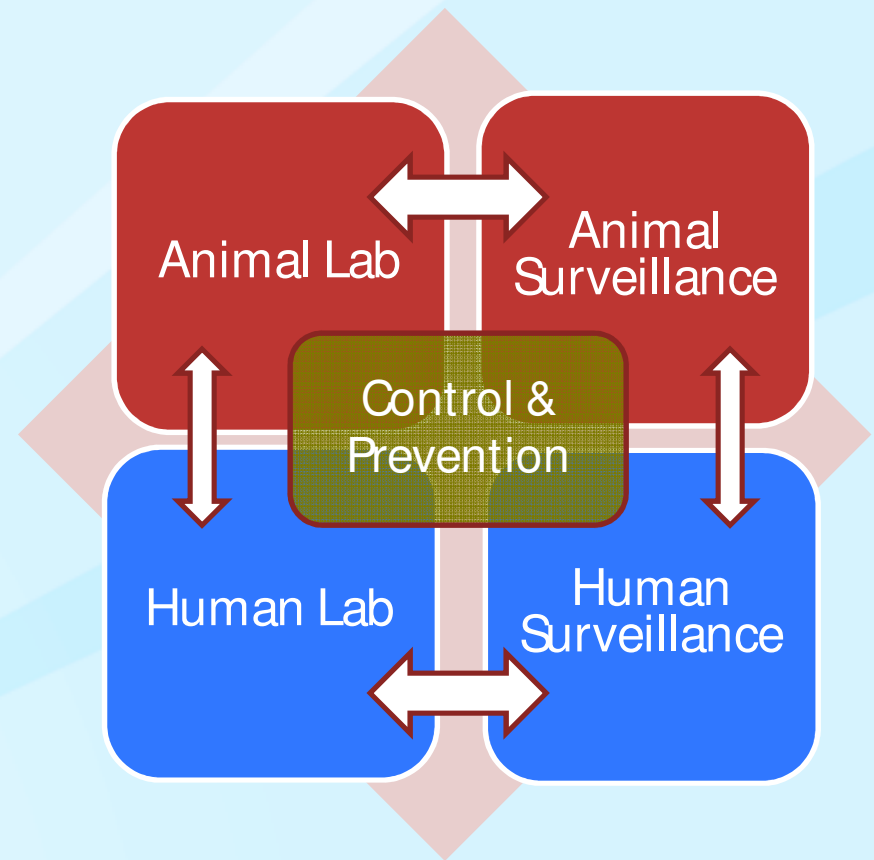 Animal Lab
Animal
Surveillance
Control &
Prevention
Human Lab
Human
Surveillance